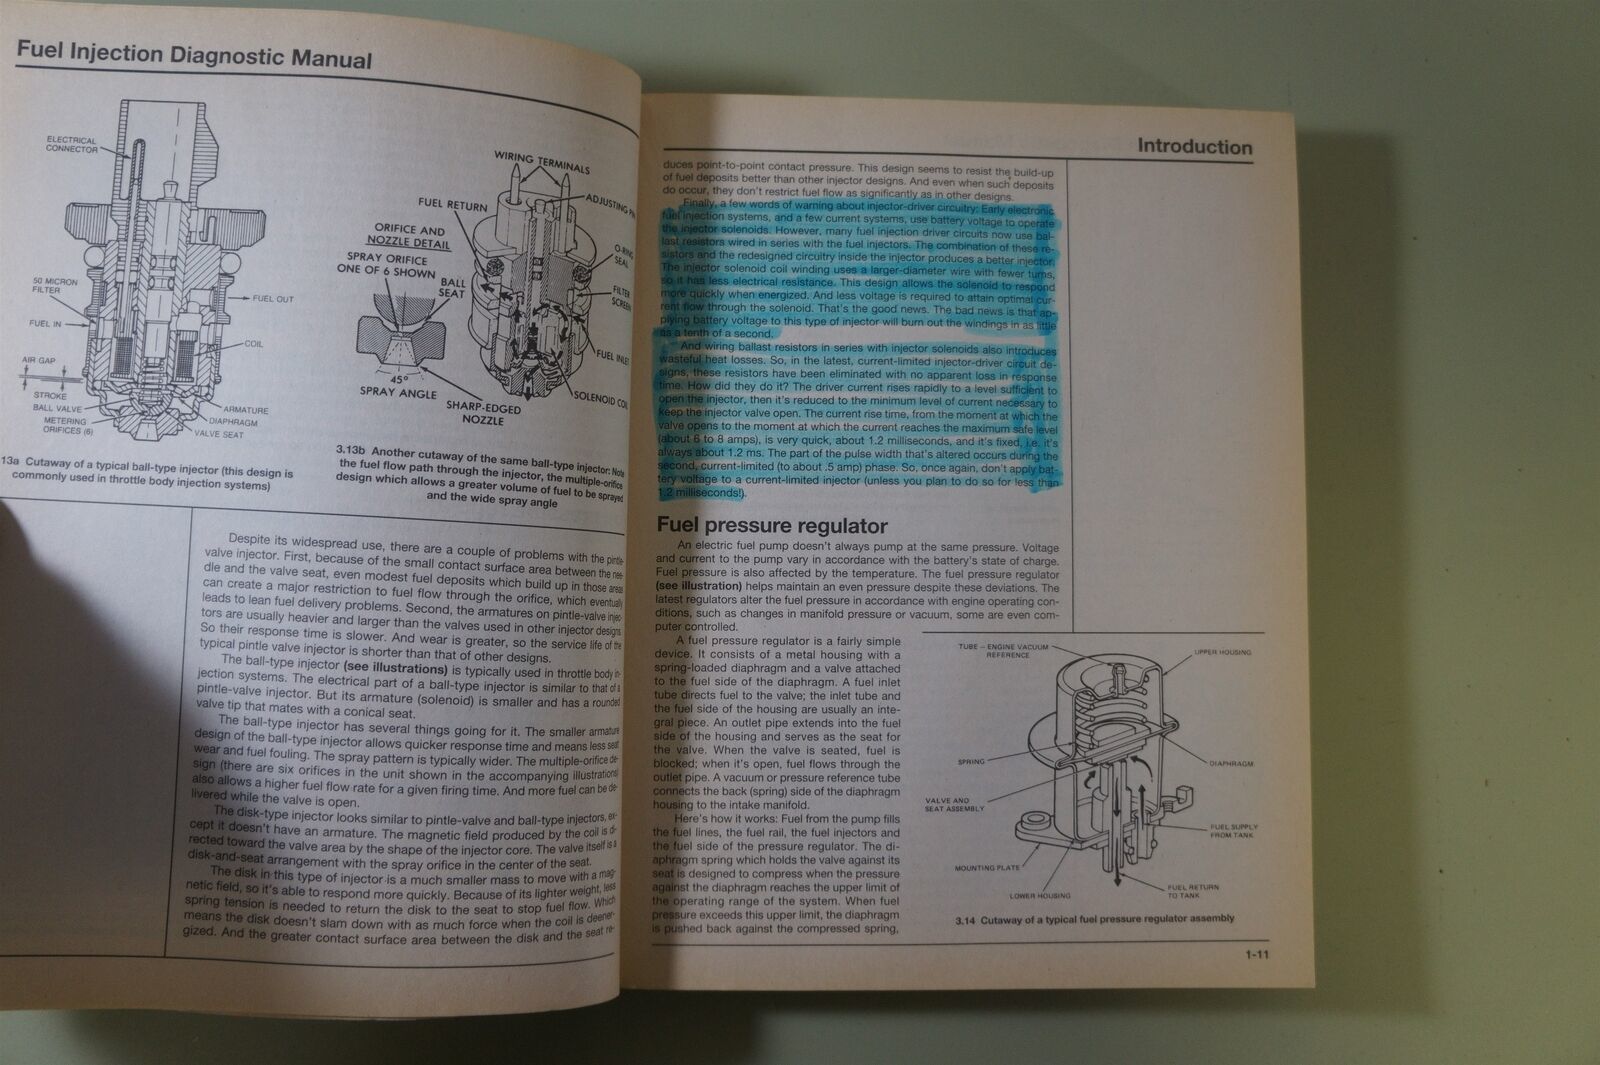 Fuel Injection Diagnostic Manual
ELECTRICAL
CONNECTOR
50 MICRON
FILTER
FUEL IN
AIR GAP
STROKE
BALL VALVE
METERING
ORIFICES (6)
FUEL OUT
COIL
ARMATURE
DIAPHRAGM
VALVE SEAT
13a Cutaway of a typical ball-type injector (this design is
commonly used in throttle body injection systems)
WIRING TERMINALS
FUEL RETURN
ADJUSTING
ORIFICE AND
NOZZLE DETAIL
SPRAY ORIFICE
ONE OF 6 SHOWN
BALL
SEAT
O-RING
SEAL
FILTER
SCREEN
FUEL INLET
45°
SPRAY ANGLE
SHARP-EDGED
NOZZLE
SOLENOID COIL
3.13b Another cutaway of the same ball-type injector: Note
the fuel flow path through the injector, the multiple-orifice
design which allows a greater volume of fuel to be sprayed
and the wide spray angle
Despite its widespread use, there are a couple of problems with the pintle-
valve injector. First, because of the small contact surface area between the nee-
dle and the valve seat, even modest fuel deposits which build up in those areas
can create a major restriction to fuel flow through the orifice, which eventually
leads to lean fuel delivery problems. Second, the armatures on pintle-valve injec-
tors are usually heavier and larger than the valves used in other injector designs.
So their response time is slower. And wear is greater, so the service life of the
typical pintle valve injector is shorter than that of other designs.
The ball-type injector (see illustrations) is typically used in throttle body in-
jection systems. The electrical part of a ball-type injector is similar to that of a
pintle-valve injector. But its armature (solenoid) is smaller and has a rounded
valve tip that mates with a conical seat.
The ball-type injector has several things going for it. The smaller armature
design of the ball-type injector allows quicker response time and means less seat
wear and fuel fouling. The spray pattern is typically wider. The multiple-orifice de-
sign (there are six orifices in the unit shown in the accompanying illustrations)
also allows a higher fuel flow rate for a given firing time. And more fuel can be de-
livered while the valve is open.
The disk-type injector looks similar to pintle-valve and ball-type injectors, ex-
cept it doesn't have an armature. The magnetic field produced by the coil is di-
rected toward the valve area by the shape of the injector core. The valve itself is a
disk-and-seat arrangement with the spray orifice in the center of the seat.
The disk in this type of injector is a much smaller mass to move with a mag-
netic field, so it's able to respond more quickly. Because of its lighter weight, less
spring tension is needed to return the disk to the seat to stop fuel flow. Which
means the disk doesn't slam down with as much force when the coil is deener-
gized. And the greater contact surface area between the disk and the seat re-
Introduction
duces point-to-point contact pressure. This design seems to resist the build-up
of fuel deposits better than other injector designs. And even when such deposits
do occur, they don't restrict fuel flow as significantly as in other designs.
Finally, a few words of warning about injector-driver circuitry: Early electronic
fuel injection systems, and a few current systems, use battery voltage to operate
the injector solenoids. However, many fuel injection driver circuits now use bal-
last resistors wired in series with the fuel injectors. The combination of these re-
sistors and the redesigned circuitry inside the injector produces a better injector.
The injector solenoid coil winding uses a larger-diameter wire with fewer turns,
so it has less electrical resistance. This design allows the solenoid to respond
more quickly when energized. And less voltage is required to attain optimal cur-
rent flow through the solenoid. That's the good news. The bad news is that ap-
plying battery voltage to this type of injector will burn out the windings in as little
as a tenth of a second.
And wiring ballast resistors in series with injector solenoids also introduces
wasteful heat losses. So, in the latest, current-limited injector-driver circuit de-
signs, these resistors have been eliminated with no apparent loss in response
time. How did they do it? The driver current rises rapidly to a level sufficient to
open the injector, then it's reduced to the minimum level of current necessary to
keep the injector valve open. The current rise time, from the moment at which the
valve opens to the moment at which the current reaches the maximum safe level
(about 6 to 8 amps), is very quick, about 1.2 milliseconds, and it's fixed, i.e. it's
always about 1.2 ms. The part of the pulse width that's altered occurs during the
second, current-limited (to about .5 amp) phase. So, once again, don't apply bat-
tery voltage to a current-limited injector (unless you plan to do so for less than
1.2 milliseconds!).
Fuel pressure regulator
An electric fuel pump doesn't always pump at the same pressure. Voltage
and current to the pump vary in accordance with the battery's state of charge.
Fuel pressure is also affected by the temperature. The fuel pressure regulator
(see illustration) helps maintain an even pressure despite these deviations. The
latest regulators alter the fuel pressure in accordance with engine operating con-
ditions, such as changes in manifold pressure or vacuum, some are even com-
puter controlled.
A fuel pressure regulator is a fairly simple
device. It consists of a metal housing with a
spring-loaded diaphragm and a valve attached
to the fuel side of the diaphragm. A fuel inlet
tube directs fuel to the valve; the inlet tube and
the fuel side of the housing are usually an inte-
gral piece. An outlet pipe extends into the fuel
side of the housing and serves as the seat for
the valve. When the valve is seated, fuel is
blocked; when it's open, fuel flows through the
outlet pipe. A vacuum or pressure reference tube
connects the back (spring) side of the diaphragm
housing to the intake manifold.
Here's how it works: Fuel from the pump fills
the fuel lines, the fuel rail, the fuel injectors and
the fuel side of the pressure regulator. The di-
aphragm spring which holds the valve against its
seat is designed to compress when the pressure
against the diaphragm reaches the upper limit of
the operating range of the system. When fuel
pressure exceeds this upper limit, the diaphragm
is pushed back against the compressed spring,
TUBE – ENGINE VACUUM
REFERENCE
UPPER HOUSING
SPRING
DIAPHRAGM
VALVE AND
SEAT ASSEMBLY
FUEL SUPPLY
FROM TANK
MOUNTING PLATE
LOWER HOUSING
FUEL RETURN
TO TANK
3.14 Cutaway of a typical fuel pressure regulator assembly
1-11